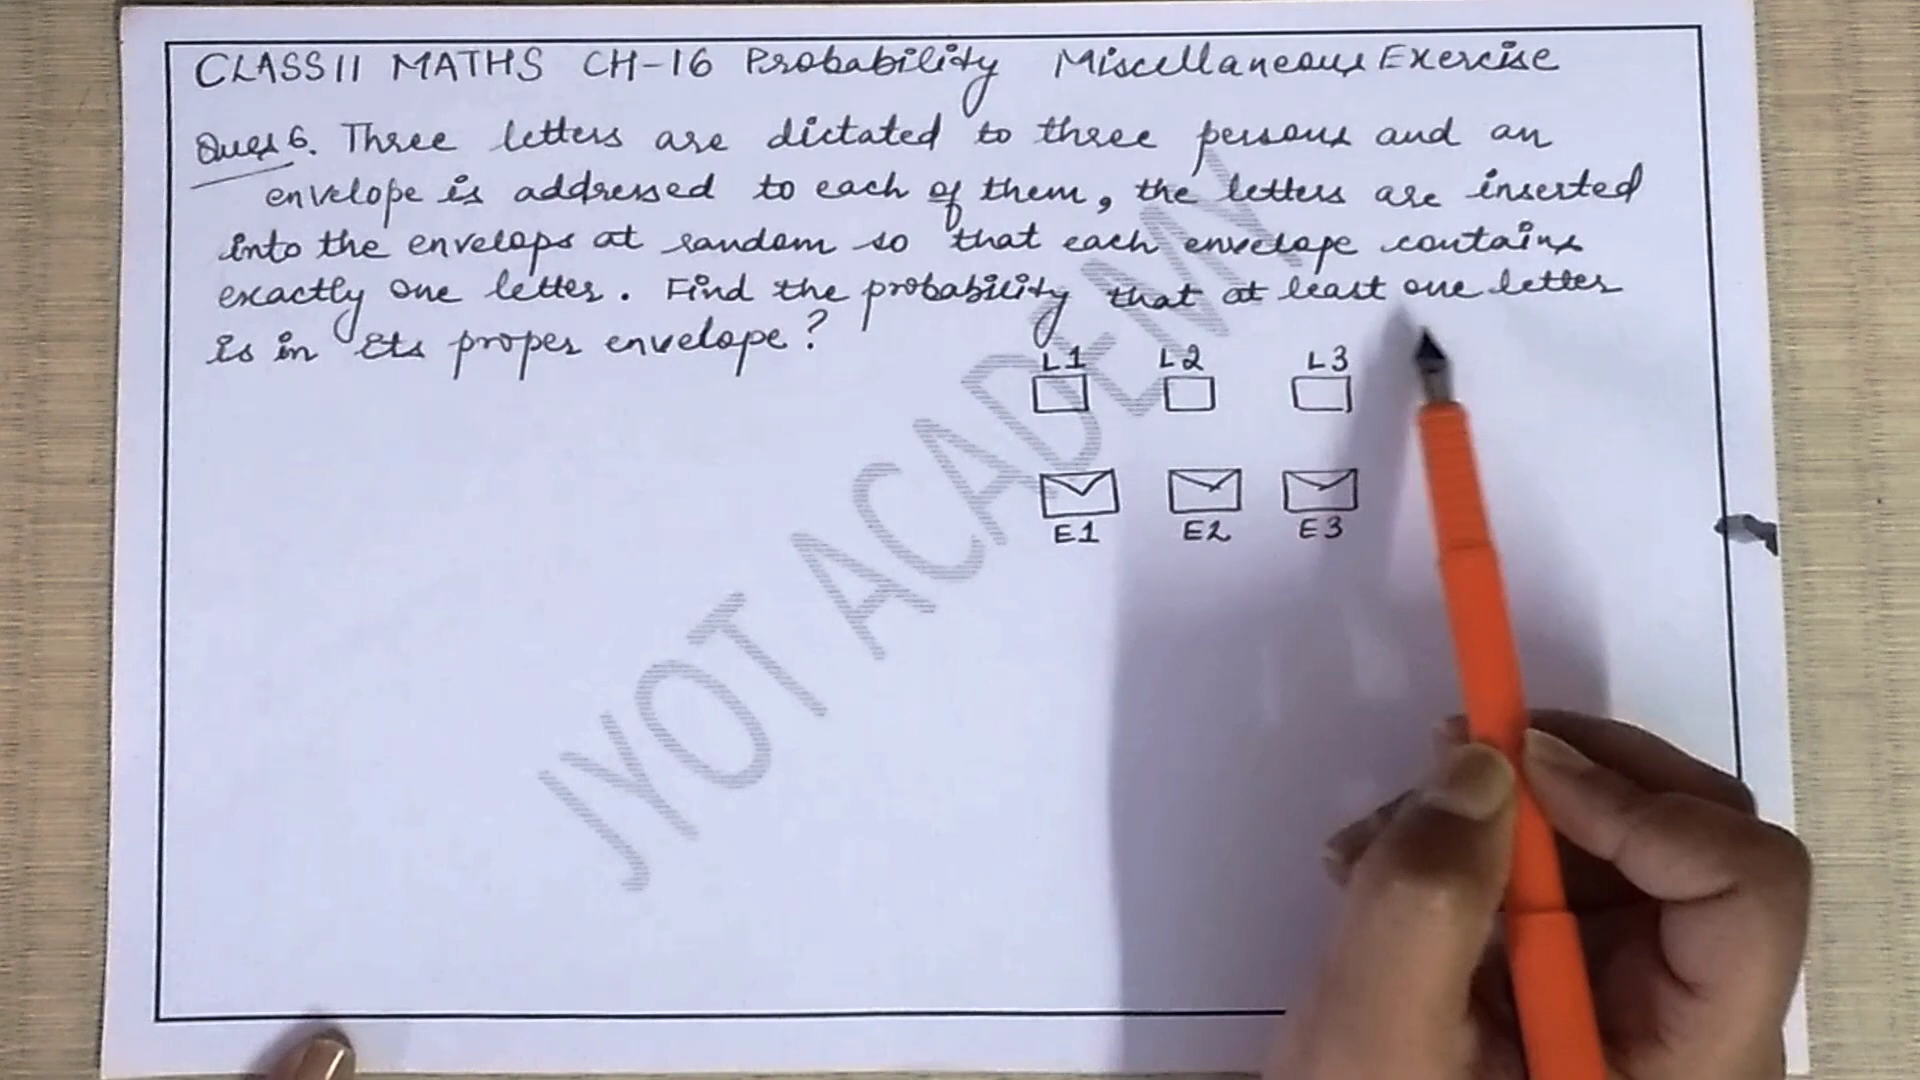 CLASS 11 MATHS CH-16 Probability Miscellaneous Exercise
Ques 6. Three letters are dictated to three persons and an
envelope is addressed to each of them, the letters are inserted
into the envelops at random so that each envelope contains
exactly one letter. Find the probability that at least one letter
is in its proper envelope?
L1 L2 L3
E1 E2 E3
JYOT ACADEMY